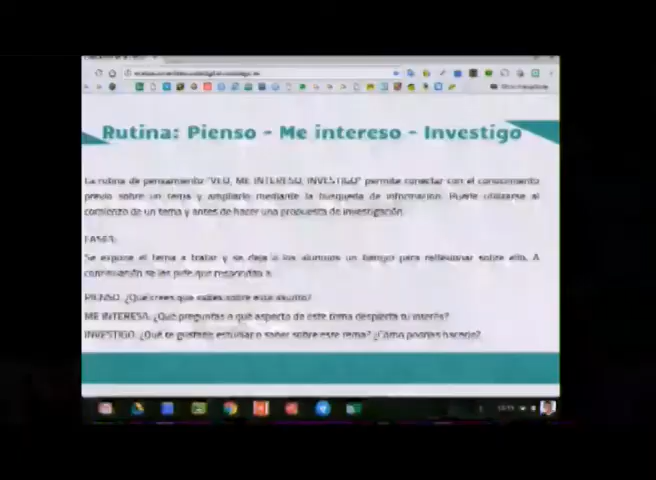 Rutina: Pienso - Me intereso - Investigo
La rutina de pensamiento "VEO, ME INTERESO, INVESTIGO" permite conectar con el conocimiento
previo sobre un tema y ampliarlo mediante la busqueda de información. Puede utilizarse al
comienzo de un tema y antes de hacer una propuesta de investigación.
FASES:
Se expone el tema a tratar y se deja a los alumnos un tiempo para reflexionar sobre ello. A
continuación se les pide que respondan a:
PIENSO: ¿Qué crees que sabes sobre este asunto?
ME INTERESA: ¿Qué preguntas o qué aspecto de este tema despierta tu interés?
INVESTIGO: ¿Qué te gustaría estudiar o saber sobre este tema? ¿Cómo podrías hacerlo?